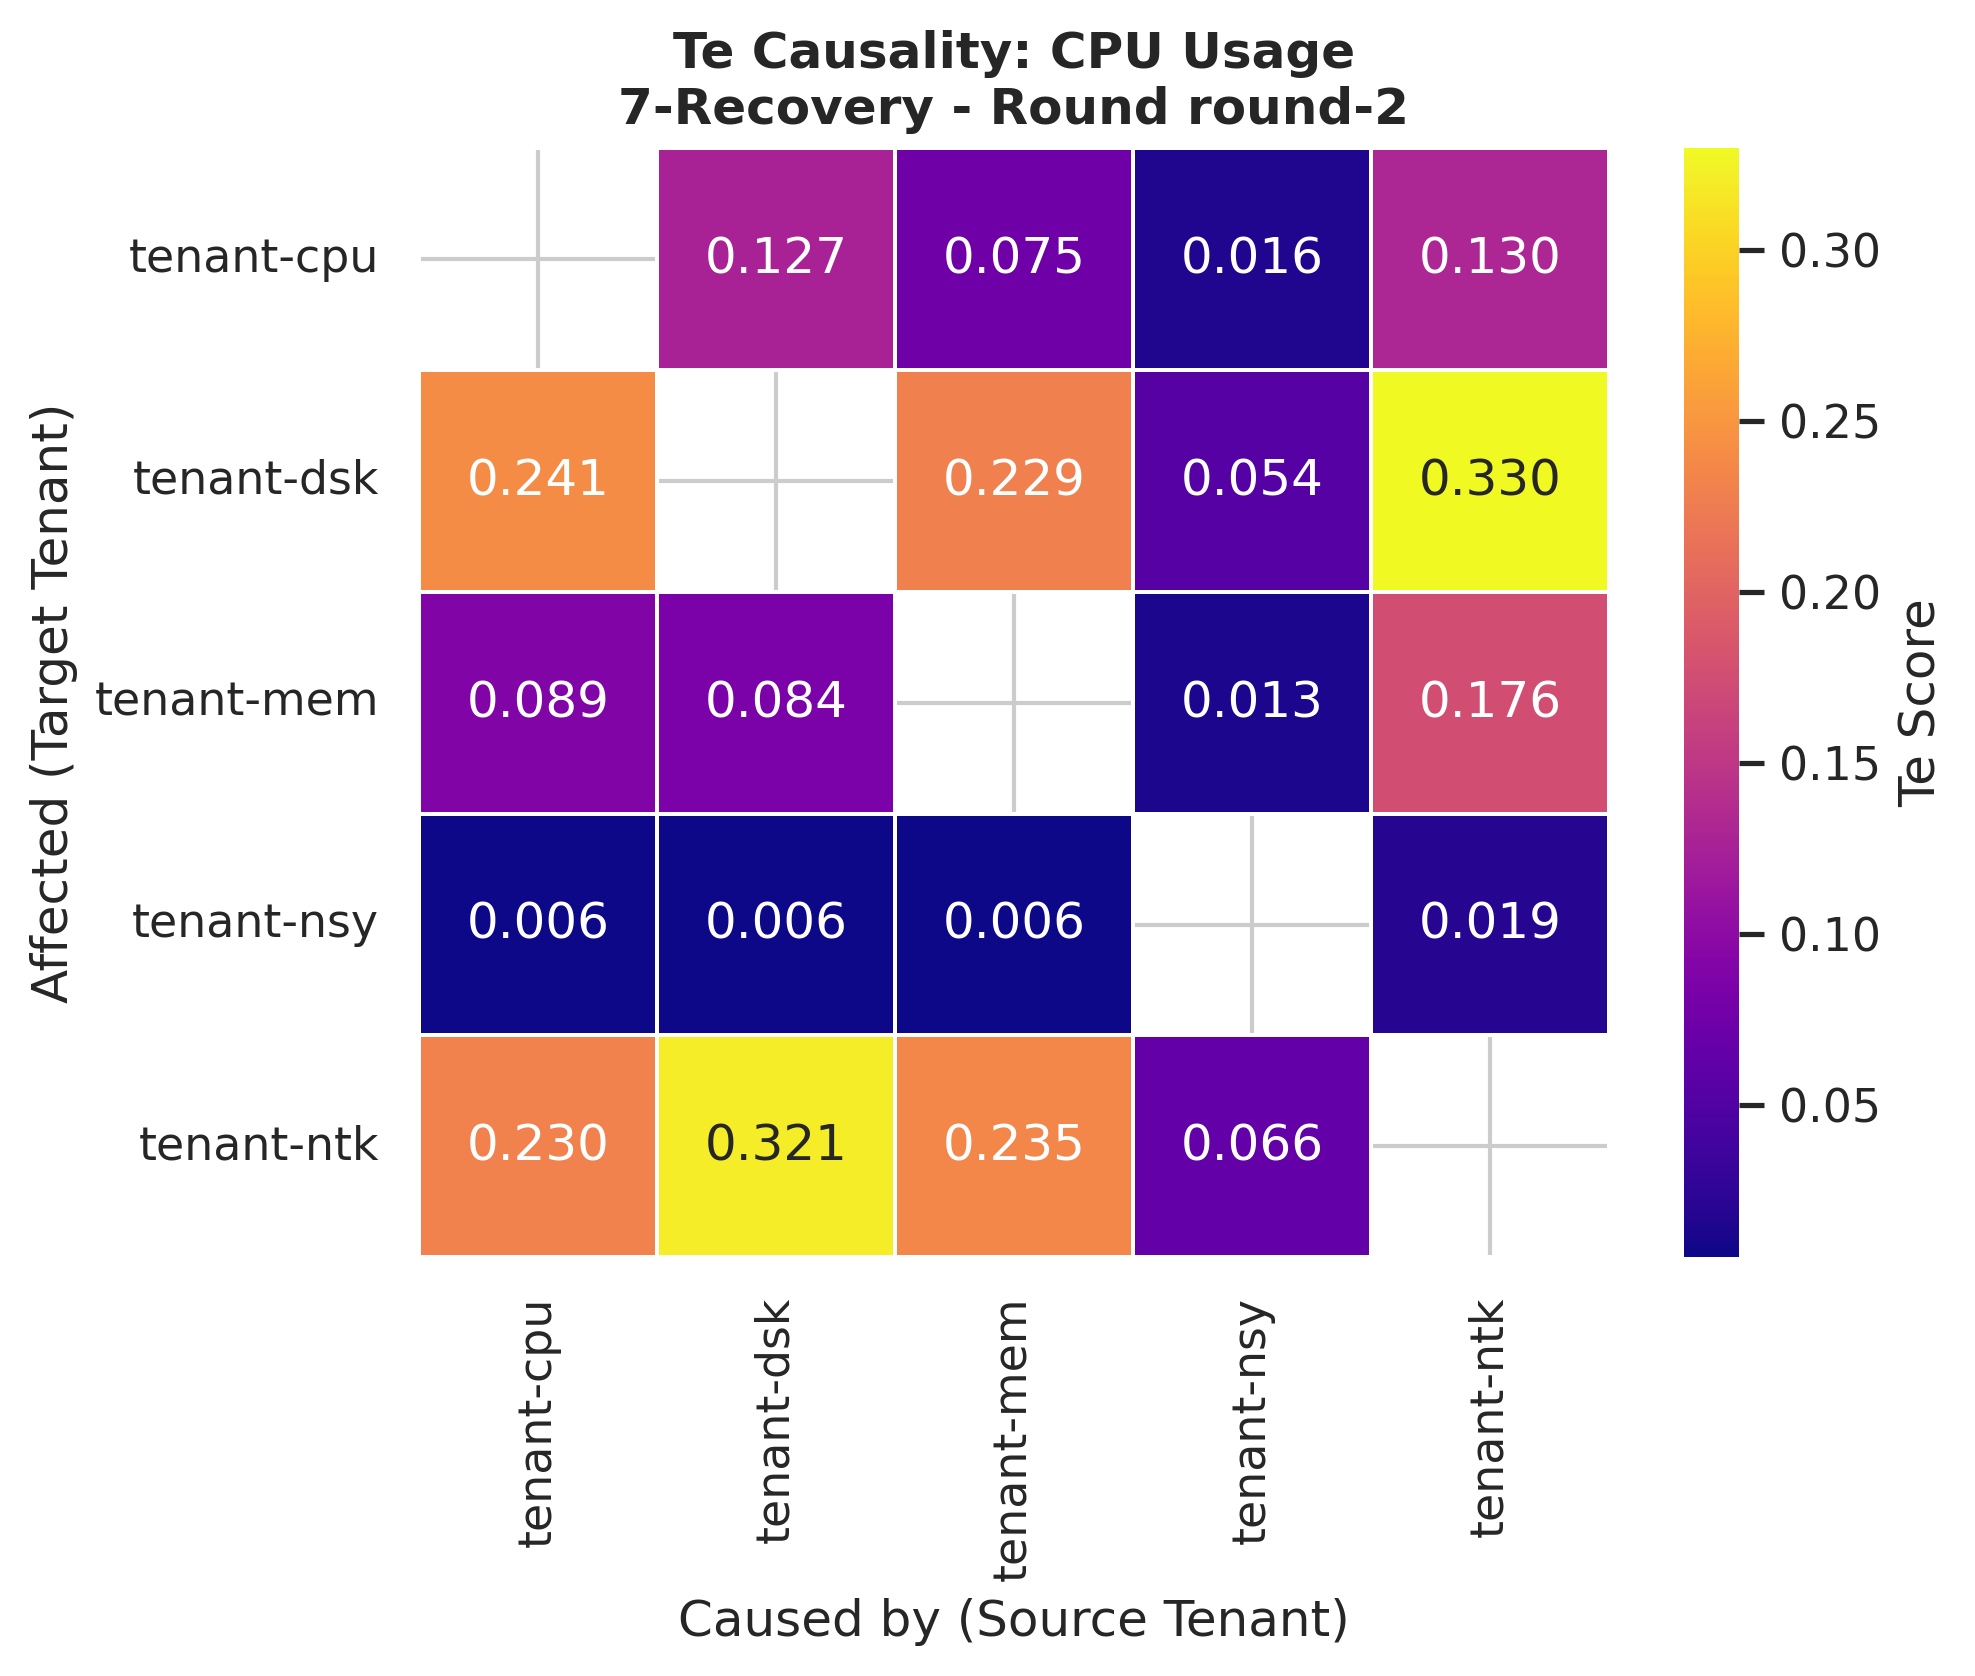 Te Causality: CPU Usage
7-Recovery - Round round-2
Affected (Target Tenant)
tenant-cpu 0.127 0.075 0.016 0.130
tenant-dsk 0.241 0.229 0.054 0.330
tenant-mem 0.089 0.084 0.013 0.176
tenant-nsy 0.006 0.006 0.006 0.019
tenant-ntk 0.230 0.321 0.235 0.066
tenant-cpu tenant-dsk tenant-mem tenant-nsy tenant-ntk
Caused by (Source Tenant)
0.30
0.25
0.20
0.15
0.10
0.05
Te Score